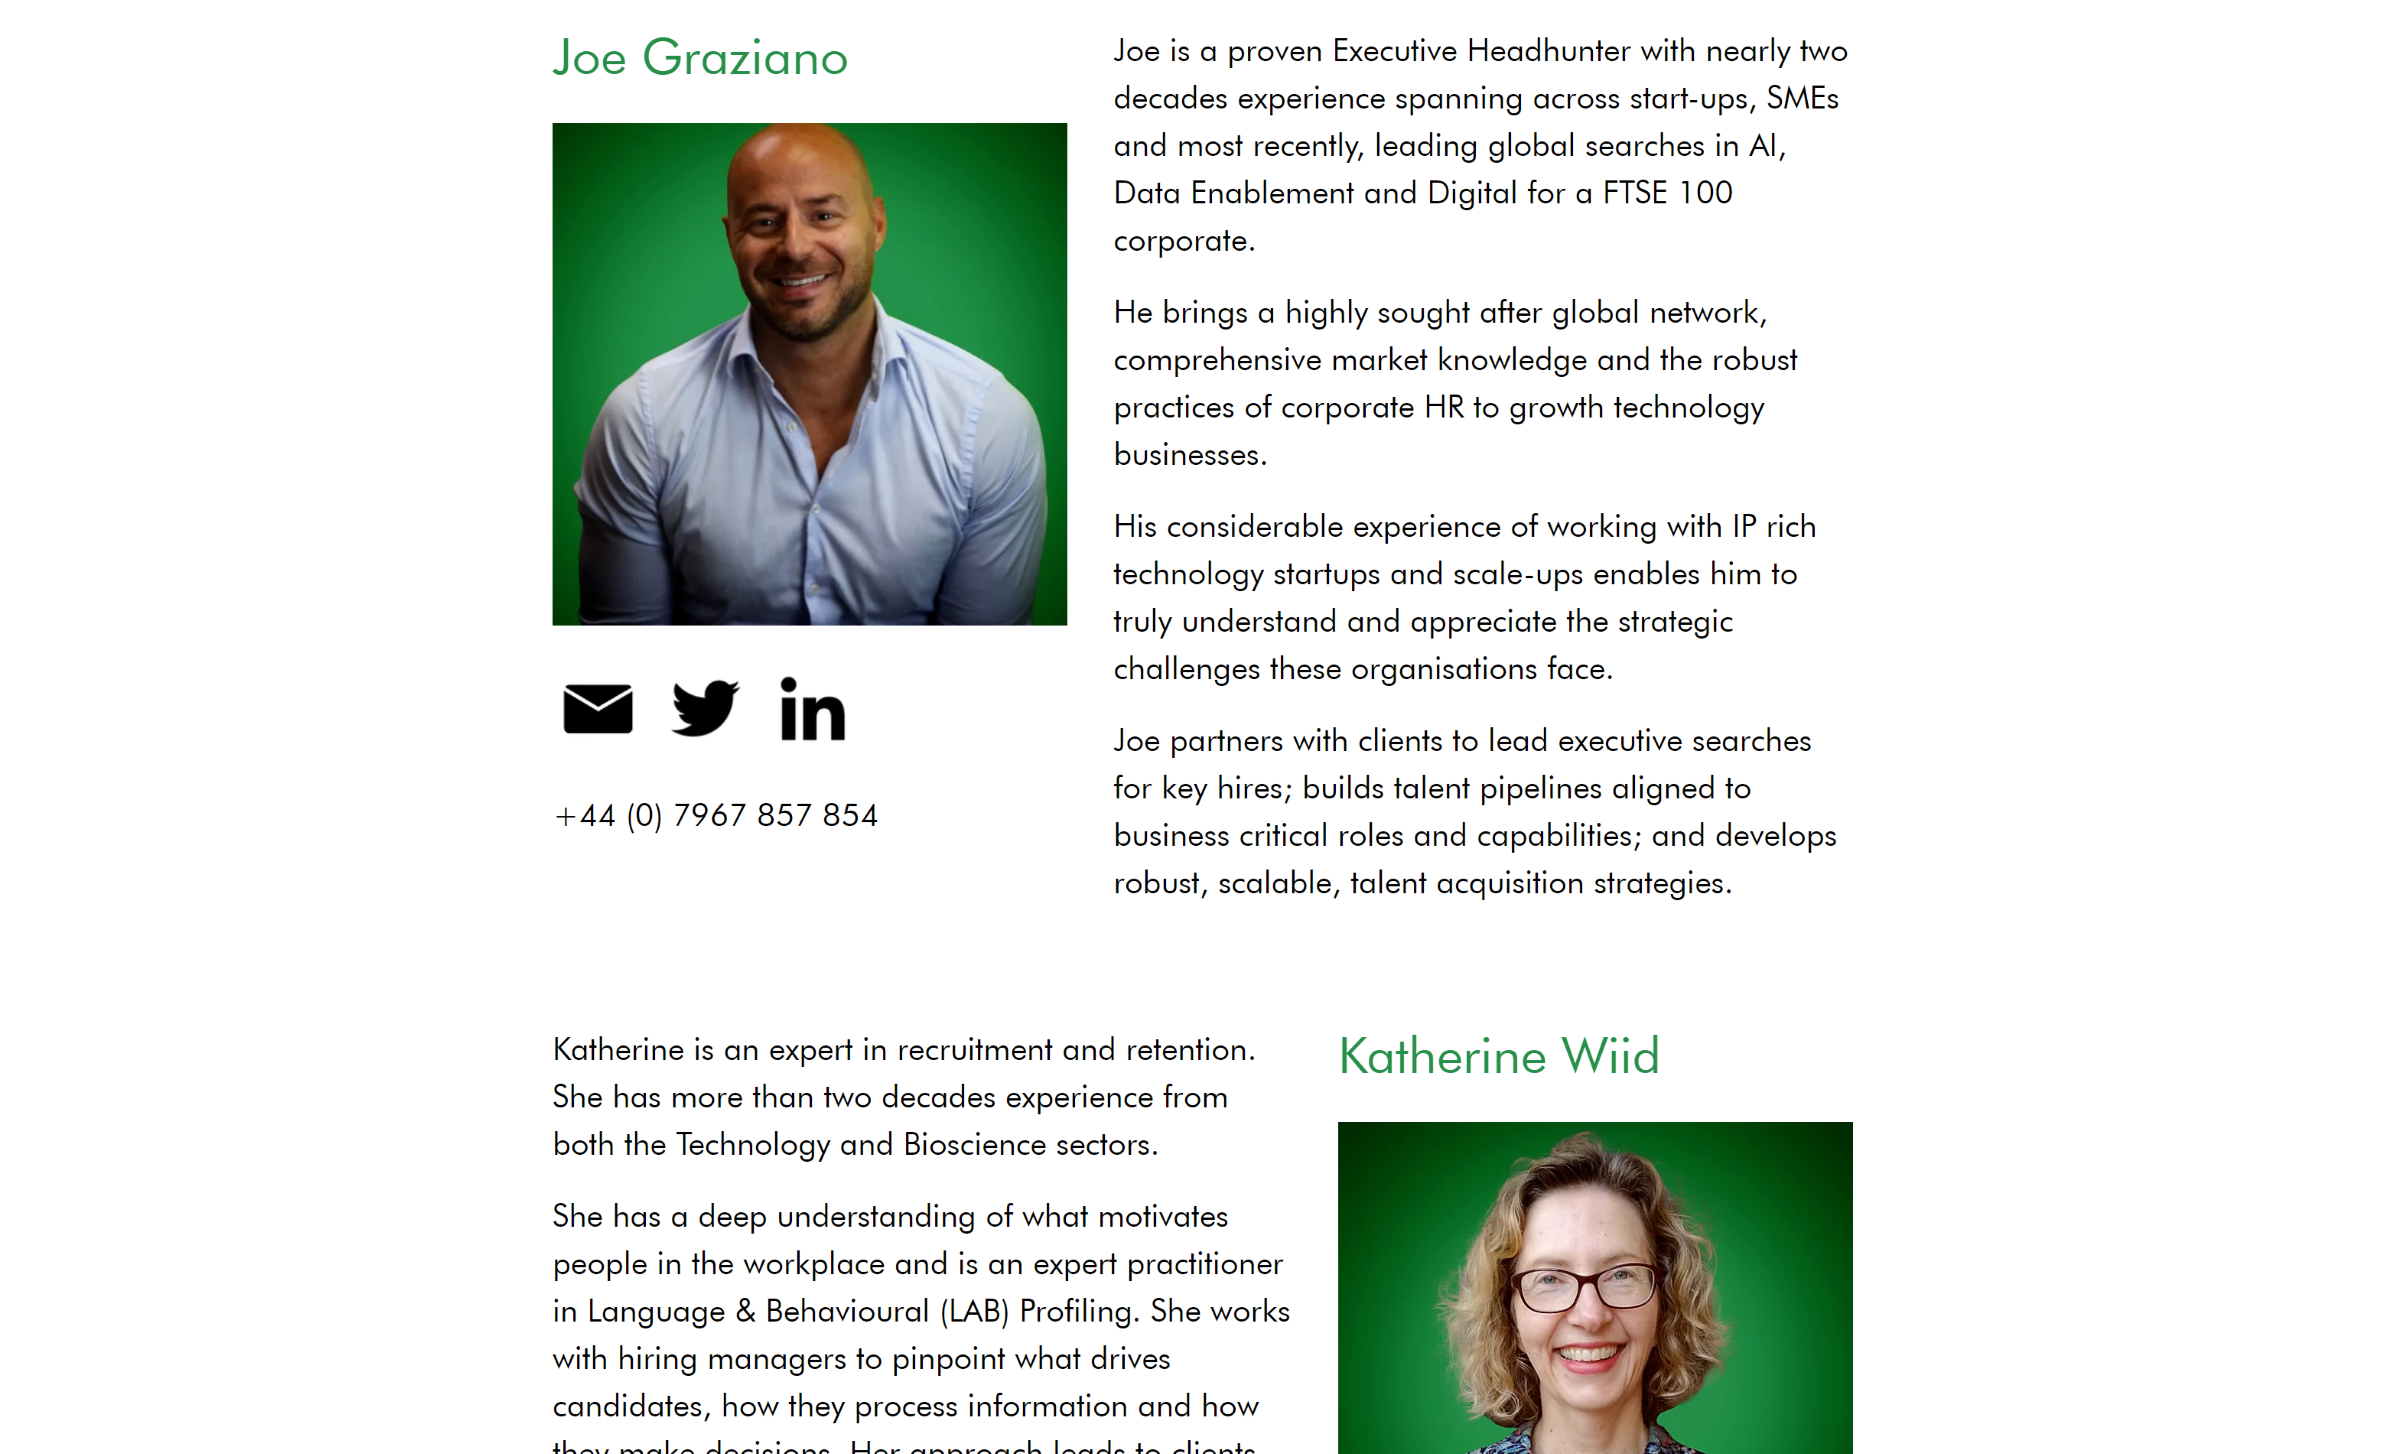 Joe Graziano
+44 (0) 7967 857 854
Joe is a proven Executive Headhunter with nearly two
decades experience spanning across start-ups, SMEs
and most recently, leading global searches in AI,
Data Enablement and Digital for a FTSE 100
corporate.
He brings a highly sought after global network,
comprehensive market knowledge and the robust
practices of corporate HR to growth technology
businesses.
His considerable experience of working with IP rich
technology startups and scale-ups enables him to
truly understand and appreciate the strategic
challenges these organisations face.
Joe partners with clients to lead executive searches
for key hires; builds talent pipelines aligned to
business critical roles and capabilities; and develops
robust, scalable, talent acquisition strategies.
Katherine is an expert in recruitment and retention.
She has more than two decades experience from
both the Technology and Bioscience sectors.
She has a deep understanding of what motivates
people in the workplace and is an expert practitioner
in Language & Behavioural (LAB) Profiling. She works
with hiring managers to pinpoint what drives
candidates, how they process information and how
they make decisions. Her approach leads to clients
Katherine Wiid